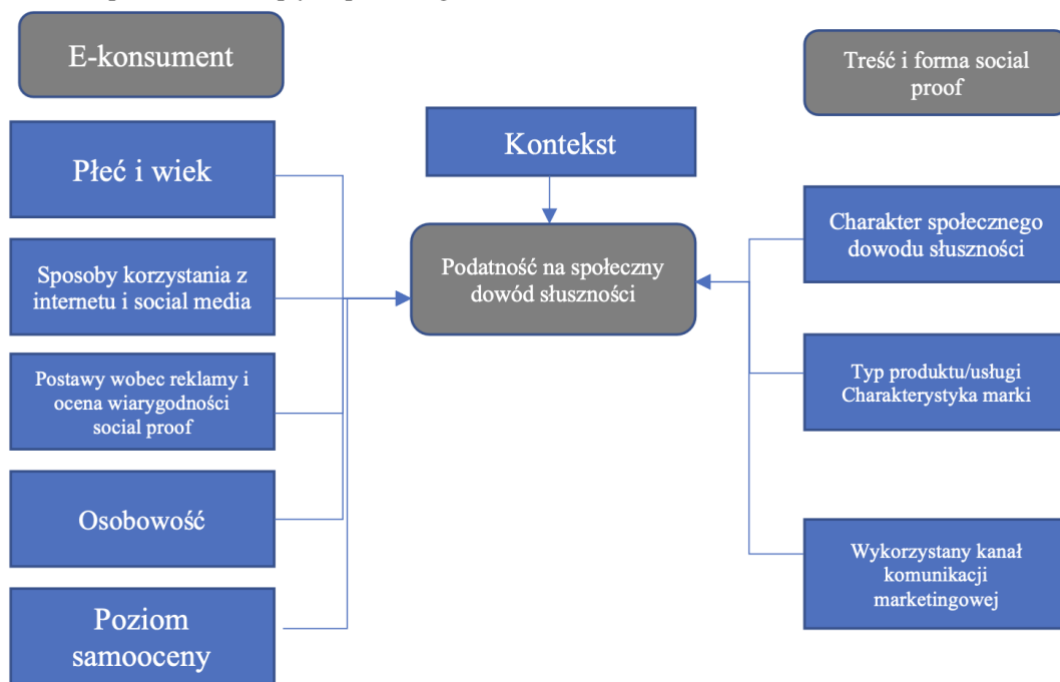 E-konsument
Płeć i wiek
Sposoby korzystania z
internetu i social media
Postawy wobec reklamy i
ocena wiarygodności
social proof
Osobowość
Poziom
samooceny
Kontekst
Podatność na społeczny
dowód słuszności
Treść i forma social
proof
Charakter społecznego
dowodu słuszności
Typ produktu/usługi
Charakterystyka marki
Wykorzystany kanał
komunikacji
marketingowej